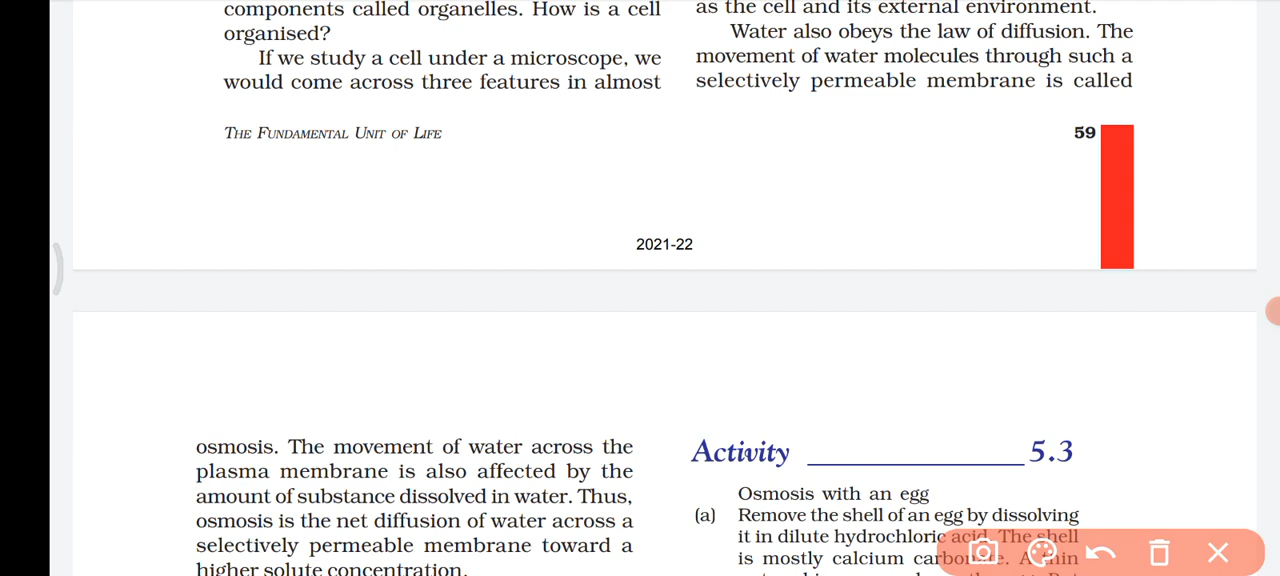 components called organelles. How is a cell
organised?
If we study a cell under a microscope, we
would come across three features in almost
as the cell and its external environment.
Water also obeys the law of diffusion. The
movement of water molecules through such a
selectively permeable membrane is called
THE FUNDAMENTAL UNIT OF LIFE
59
2021-22
osmosis. The movement of water across the
plasma membrane is also affected by the
amount of substance dissolved in water. Thus,
osmosis is the net diffusion of water across a
selectively permeable membrane toward a
higher solute concentration.
Activity 5.3
Osmosis with an egg
(a) Remove the shell of an egg by dissolving
it in dilute hydrochloric acid. The shell
is mostly calcium carbonate. A thin